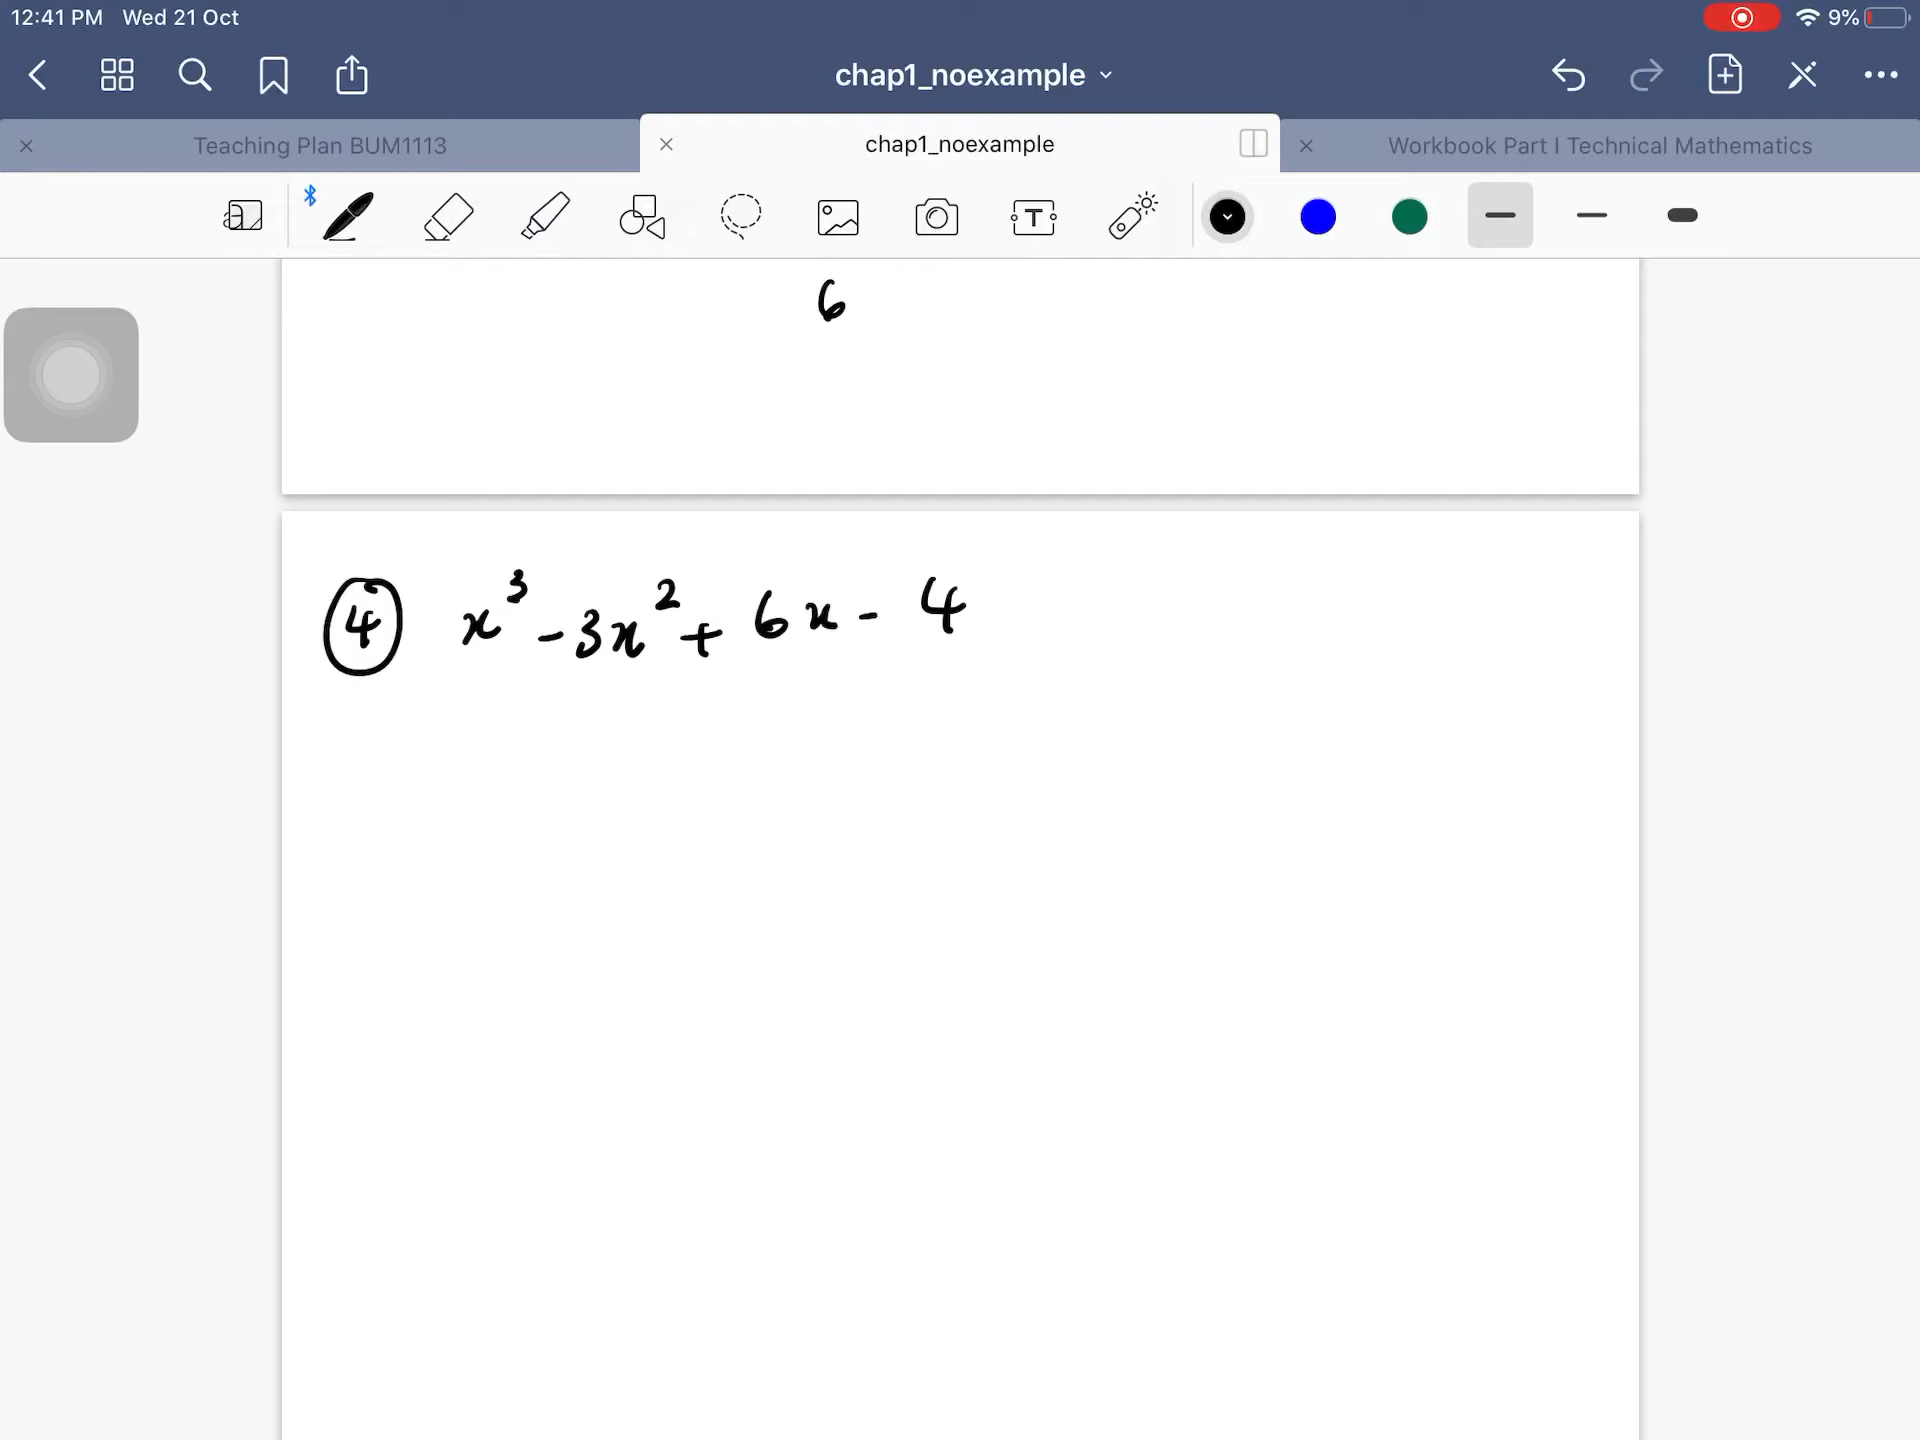 12:41 PM Wed 21 Oct 9%
chap1_noexample
Teaching Plan BUM1113 chap1_noexample Workbook Part I Technical Mathematics
a T
6
④ x³ - 3x² + 6x - 4